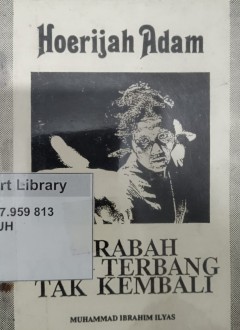 Hoerijah Adam
rt Library
7.959 813
UH
RABAH
TERBANG
TAK KEMBALI
MUHAMMAD IBRAHIM ILYAS